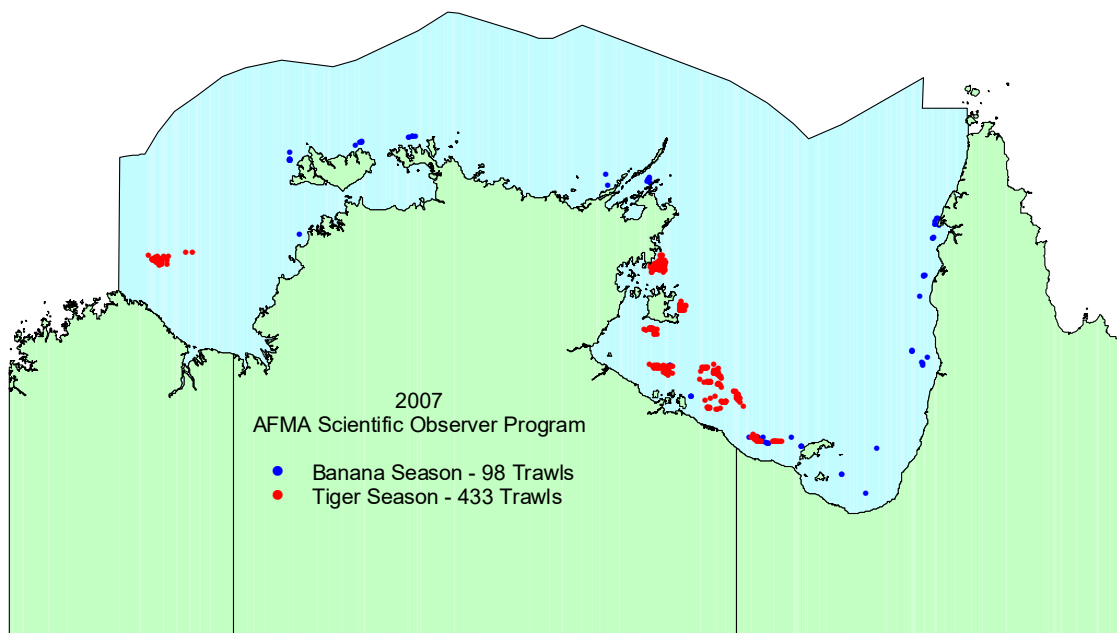 2007
AFMA Scientific Observer Program
Banana Season - 98 Trawls
Tiger Season - 433 Trawls